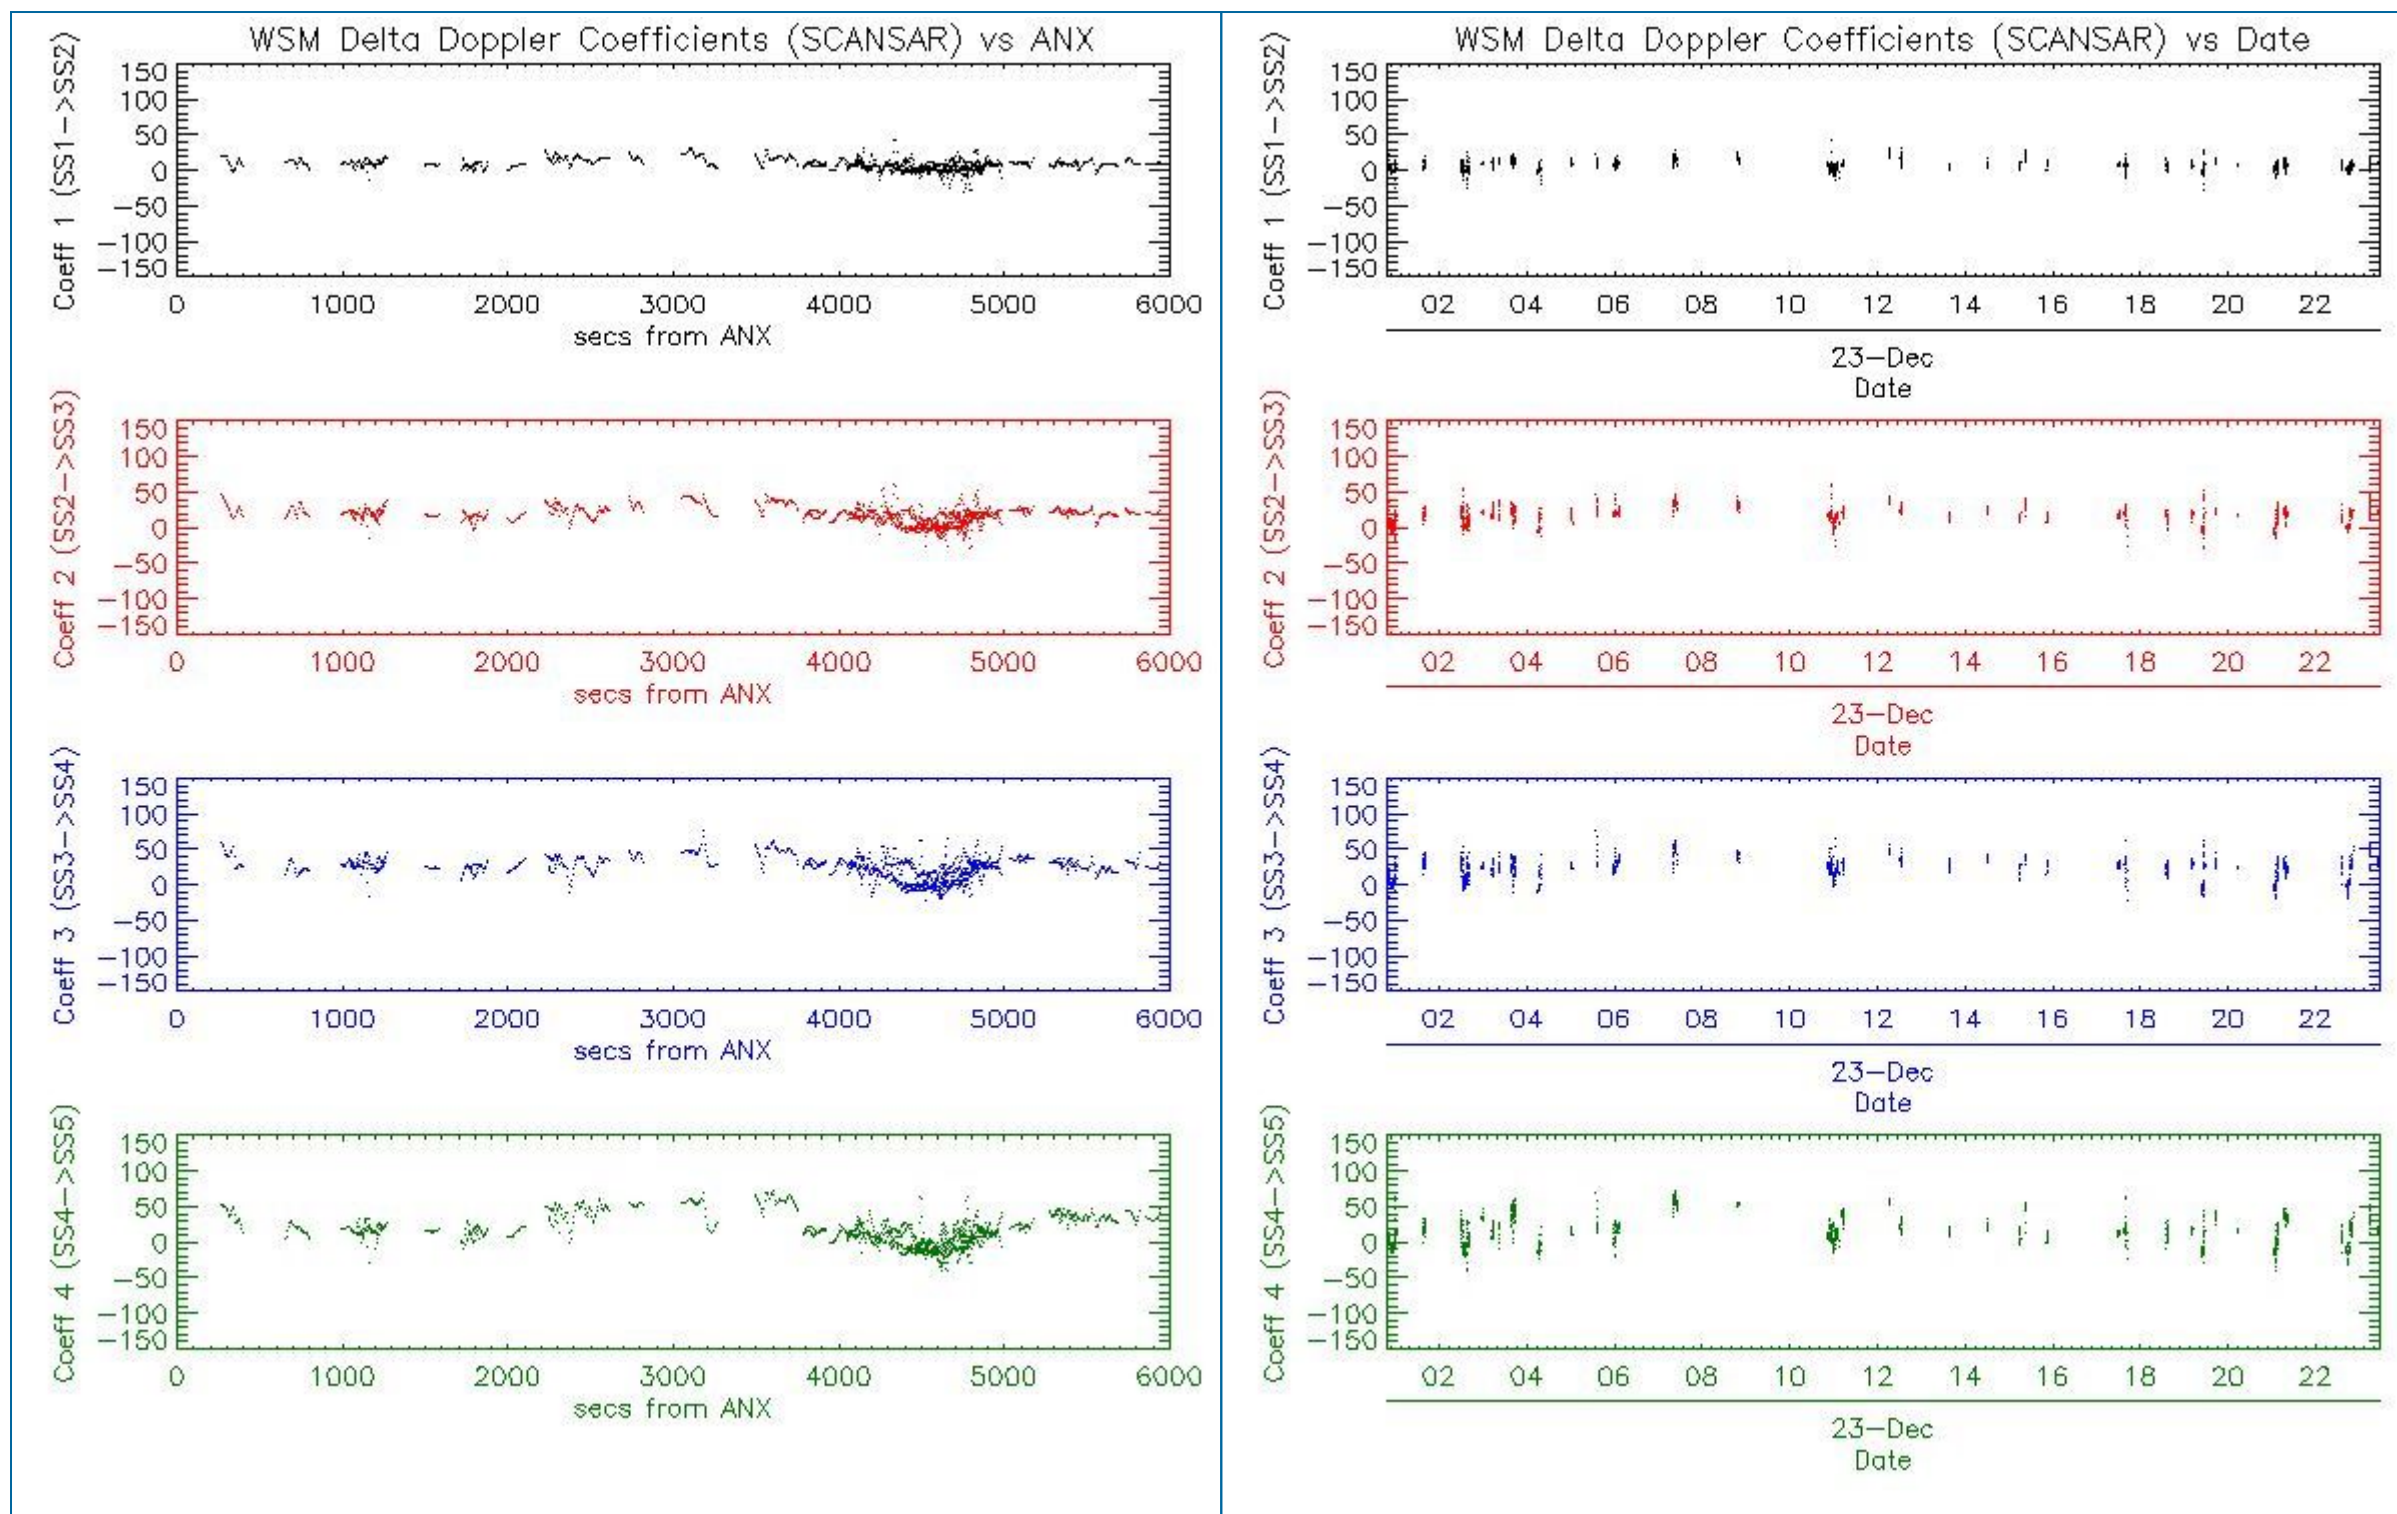 WSM Delta Doppler Coefficients (SCANSAR) vs ANX
Coeff 1 (SS1->SS2)
150
100
50
0
-50
-100
-150
0 1000 2000 3000 4000 5000 6000
secs from ANX
Coeff 2 (SS2->SS3)
150
100
50
0
-50
-100
-150
0 1000 2000 3000 4000 5000 6000
secs from ANX
Coeff 3 (SS3->SS4)
150
100
50
0
-50
-100
-150
0 1000 2000 3000 4000 5000 6000
secs from ANX
Coeff 4 (SS4->SS5)
150
100
50
0
-50
-100
-150
0 1000 2000 3000 4000 5000 6000
secs from ANX
WSM Delta Doppler Coefficients (SCANSAR) vs Date
Coeff 1 (SS1->SS2)
150
100
50
0
-50
-100
-150
02 04 06 08 10 12 14 16 18 20 22
23-Dec
Date
Coeff 2 (SS2->SS3)
150
100
50
0
-50
-100
-150
02 04 06 08 10 12 14 16 18 20 22
23-Dec
Date
Coeff 3 (SS3->SS4)
150
100
50
0
-50
-100
-150
02 04 06 08 10 12 14 16 18 20 22
23-Dec
Date
Coeff 4 (SS4->SS5)
150
100
50
0
-50
-100
-150
02 04 06 08 10 12 14 16 18 20 22
23-Dec
Date